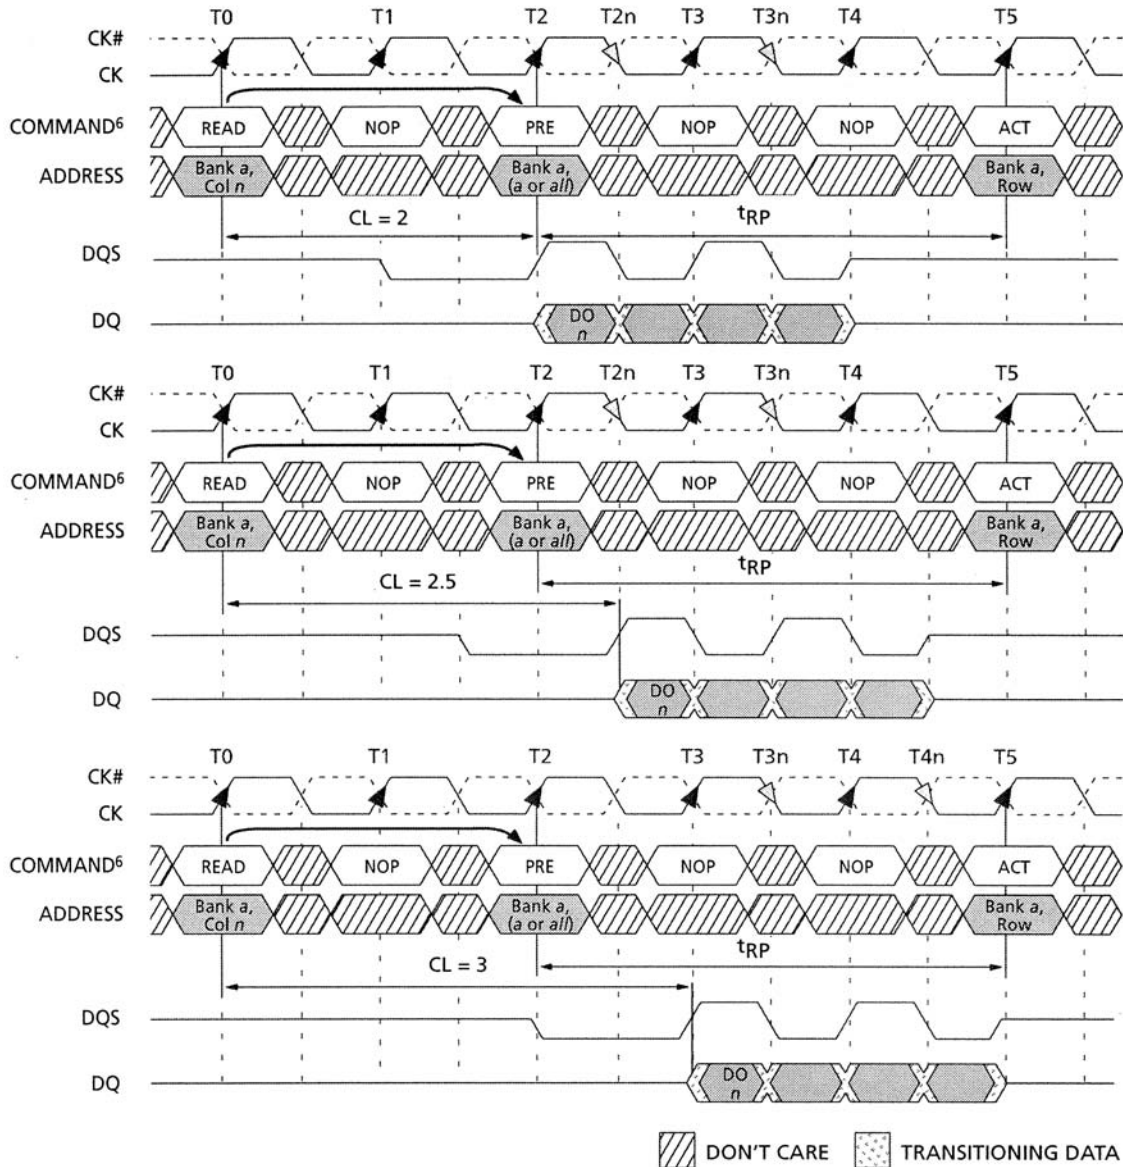 T0 T1 T2 T2n T3 T3n T4 T5
CK#
CK
COMMAND6 READ NOP PRE NOP NOP ACT
ADDRESS Bank a, Col n Bank a, (a or all) Bank a, Row
CL = 2 tRP
DQS
DQ DO n
T0 T1 T2 T2n T3 T3n T4 T5
CK#
CK
COMMAND6 READ NOP PRE NOP NOP ACT
ADDRESS Bank a, Col n Bank a, (a or all) Bank a, Row
CL = 2.5 tRP
DQS
DQ DO n
T0 T1 T2 T3 T3n T4 T4n T5
CK#
CK
COMMAND6 READ NOP PRE NOP NOP ACT
ADDRESS Bank a, Col n Bank a, (a or all) Bank a, Row
CL = 3 tRP
DQS
DQ DO n
DON'T CARE TRANSITIONING DATA